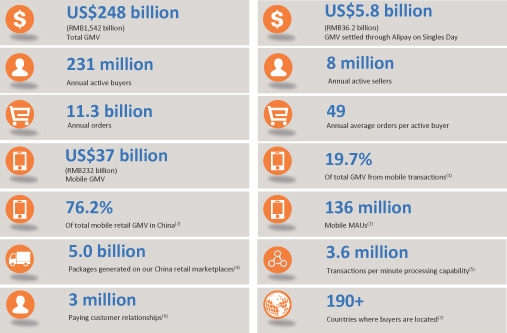 US$248 billion
(RMB1,542 billion)
Total GMV
US$5.8 billion
(RMB36.2 billion)
GMV settled through Alipay on Singles Day
231 million
Annual active buyers
8 million
Annual active sellers
11.3 billion
Annual orders
49
Annual average orders per active buyer
US$37 billion
(RMB232 billion)
Mobile GMV
19.7%
Of total GMV from mobile transactions(1)
76.2%
Of total mobile retail GMV in China(2)
136 million
Mobile MAUs(3)
5.0 billion
Packages generated on our China retail marketplaces(4)
3.6 million
Transactions per minute processing capability(5)
3 million
Paying customer relationships(6)
190+
Countries where buyers are located(7)